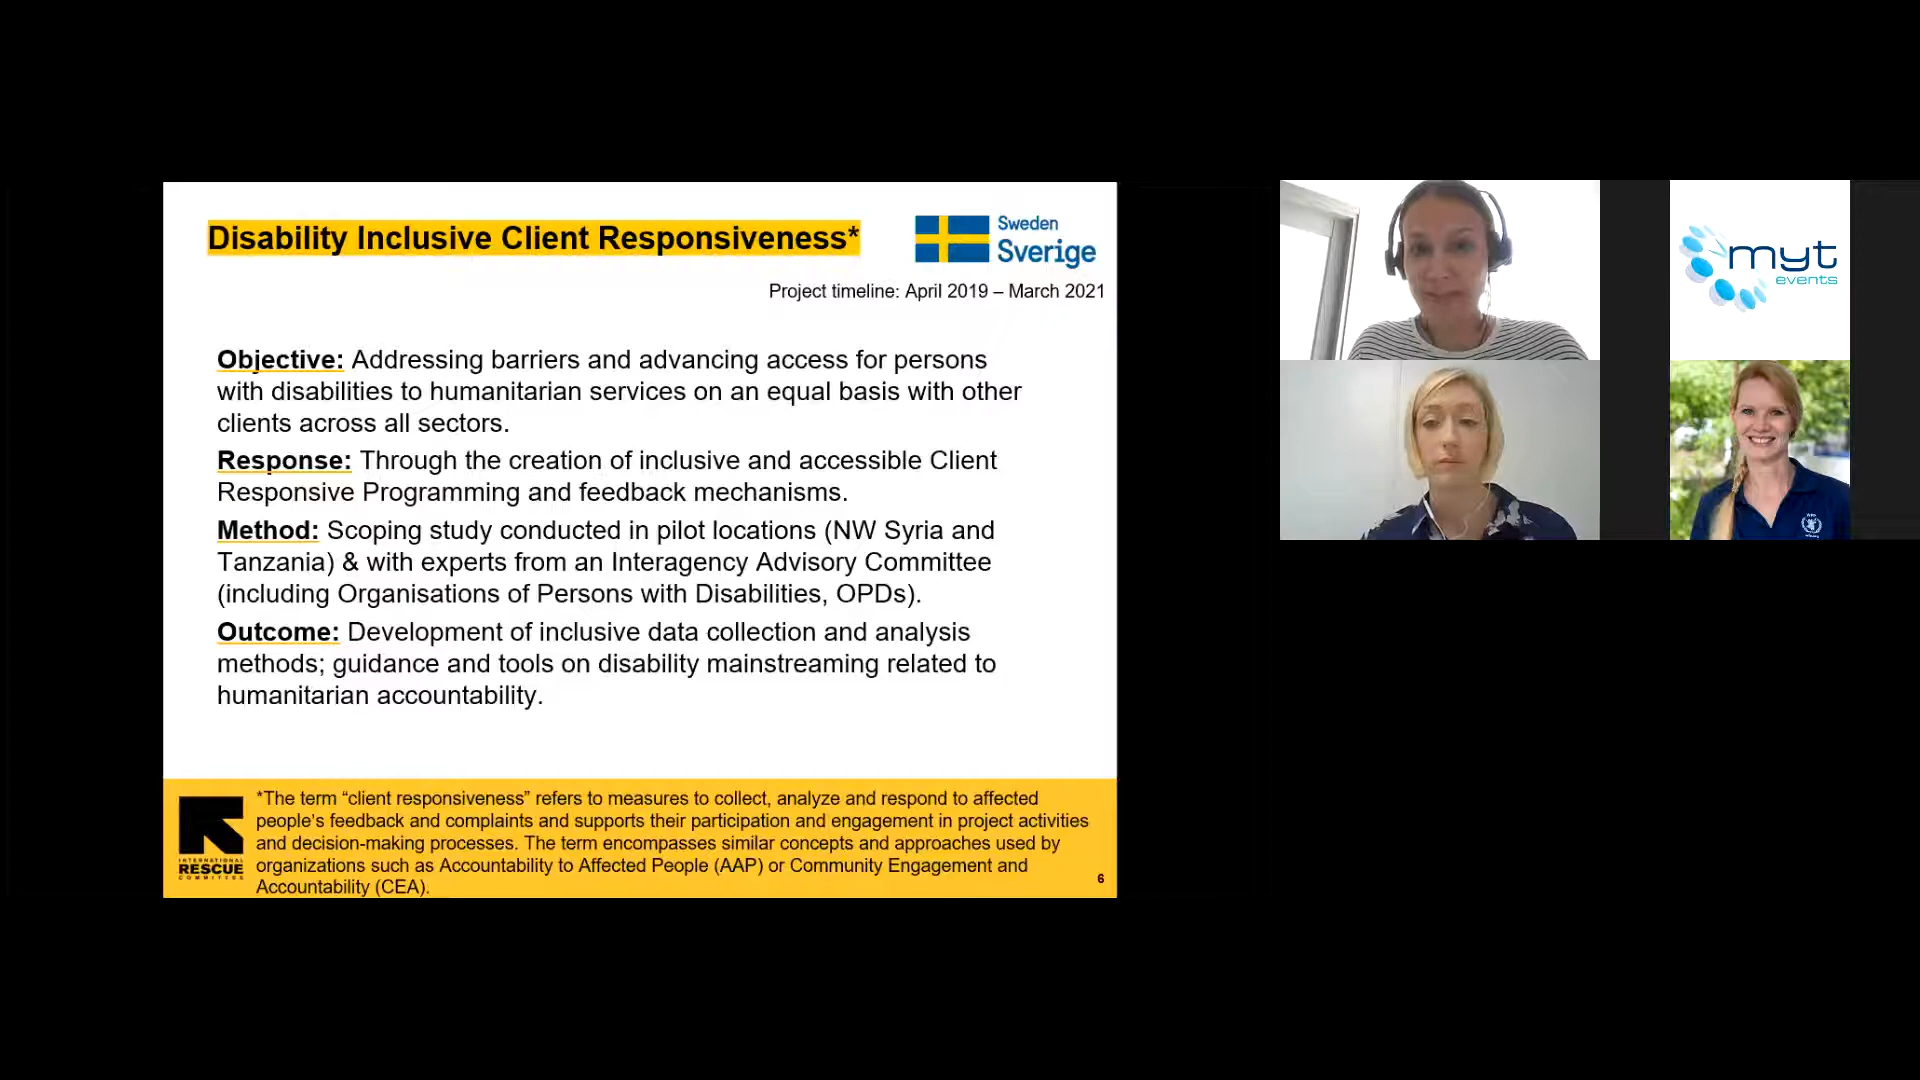 Disability Inclusive Client Responsiveness*
Sweden
Sverige
Project timeline: April 2019 – March 2021
Objective: Addressing barriers and advancing access for persons
with disabilities to humanitarian services on an equal basis with other
clients across all sectors.
Response: Through the creation of inclusive and accessible Client
Responsive Programming and feedback mechanisms.
Method: Scoping study conducted in pilot locations (NW Syria and
Tanzania) & with experts from an Interagency Advisory Committee
(including Organisations of Persons with Disabilities, OPDs).
Outcome: Development of inclusive data collection and analysis
methods; guidance and tools on disability mainstreaming related to
humanitarian accountability.
INTERNATIONAL
RESCUE
COMMITTEE
*The term “client responsiveness” refers to measures to collect, analyze and respond to affected
people’s feedback and complaints and supports their participation and engagement in project activities
and decision-making processes. The term encompasses similar concepts and approaches used by
organizations such as Accountability to Affected People (AAP) or Community Engagement and
Accountability (CEA).
6
myt
events